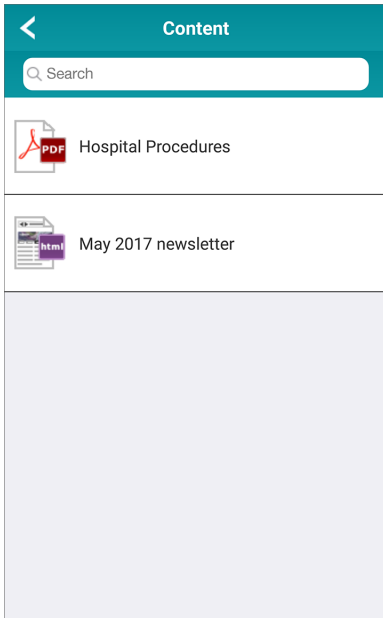 Content
Search
PDF
Hospital Procedures
html
May 2017 newsletter